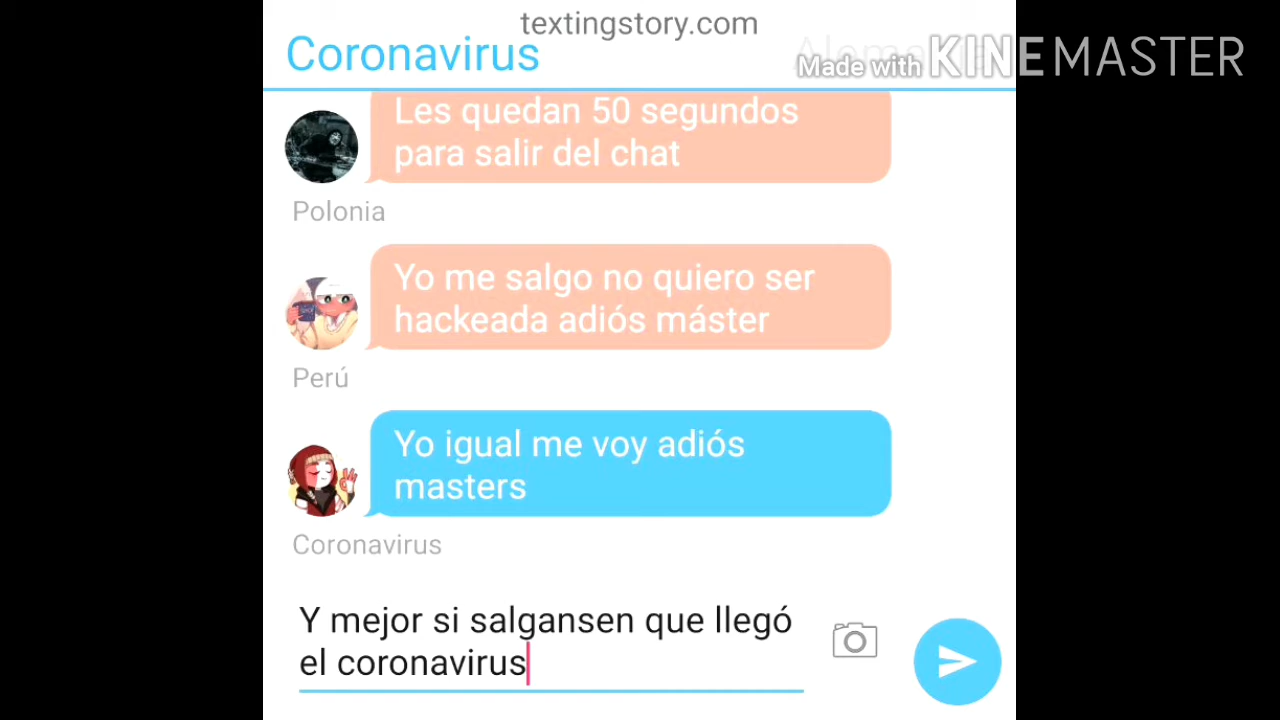 textingstory.com
Coronavirus
Made with KINEMASTER
Les quedan 50 segundos
para salir del chat
Polonia
Yo me salgo no quiero ser
hackeada adiós máster
Perú
Yo igual me voy adiós
masters
Coronavirus
Y mejor si salgansen que llegó
el coronavirus